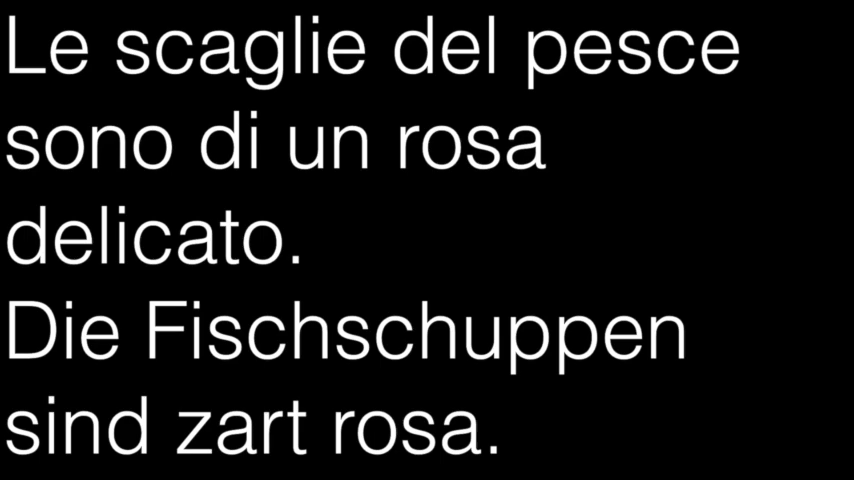 Le scaglie del pesce
sono di un rosa
delicato.
Die Fischschuppen
sind zart rosa.